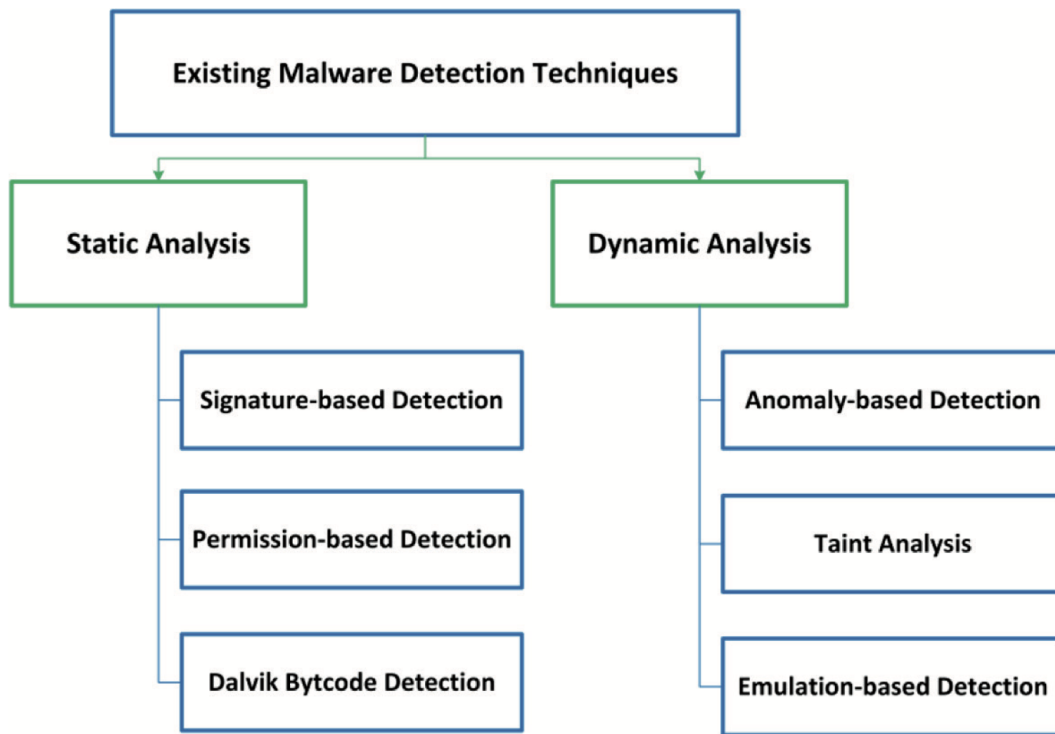 Existing Malware Detection Techniques
Static Analysis
Dynamic Analysis
Signature-based Detection
Anomaly-based Detection
Permission-based Detection
Taint Analysis
Dalvik Bytcode Detection
Emulation-based Detection